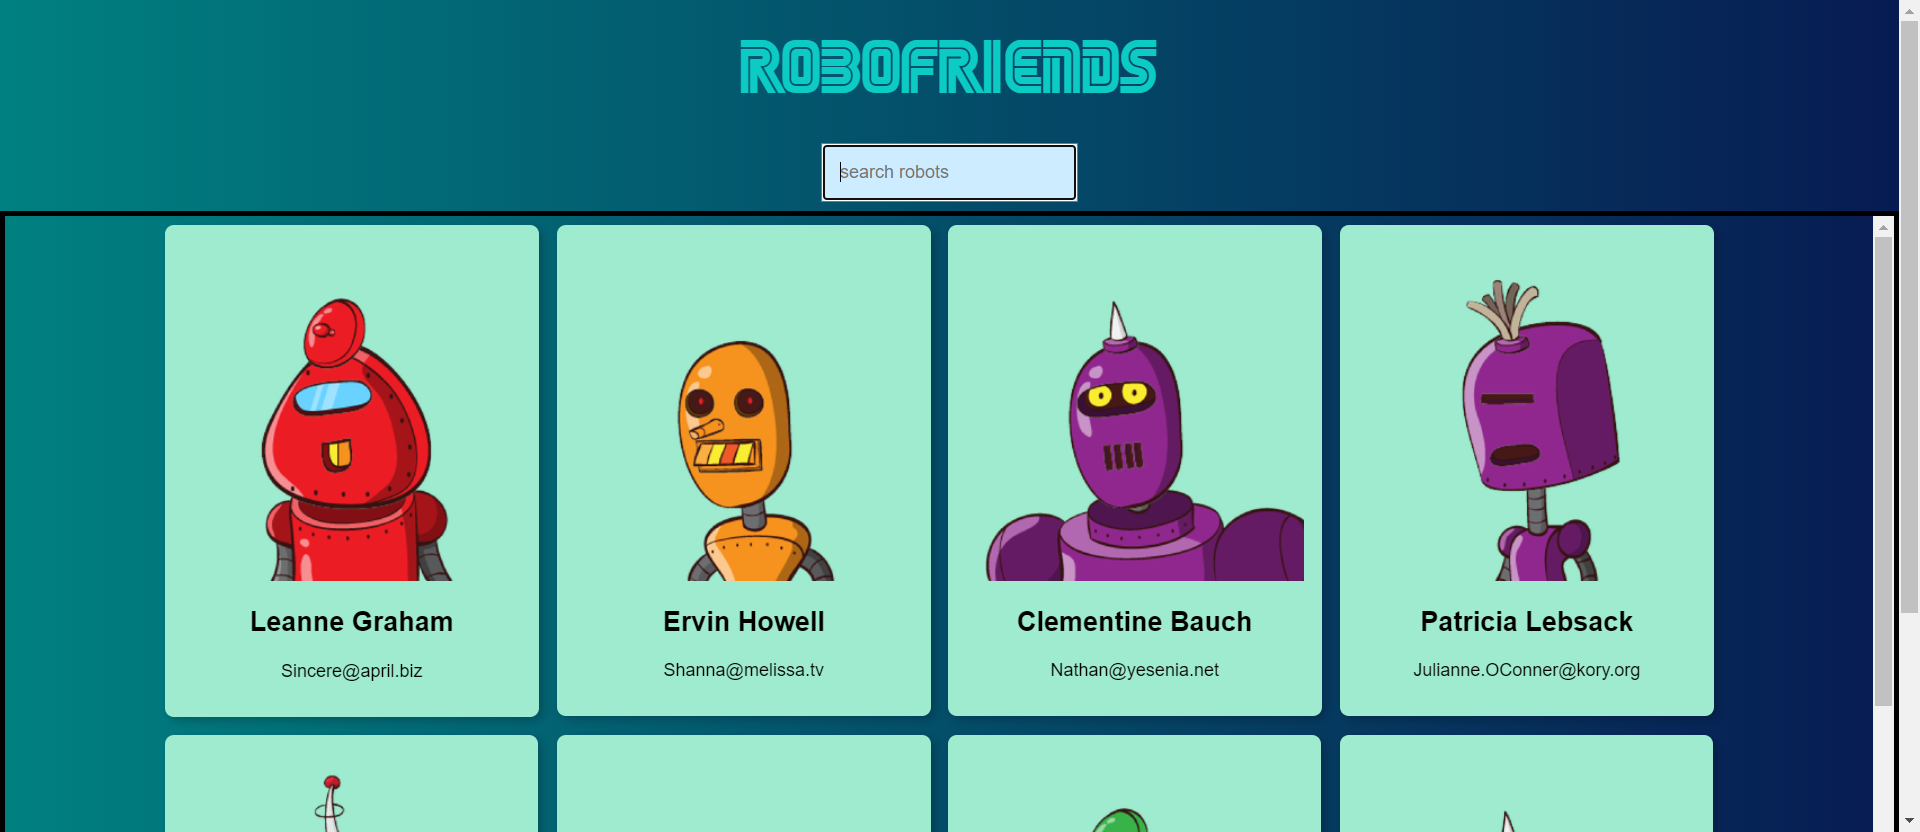 ROBOFRIENDS
search robots
Leanne Graham
Sincere@april.biz
Ervin Howell
Shanna@melissa.tv
Clementine Bauch
Nathan@yesenia.net
Patricia Lebsack
Julianne.OConner@kory.org